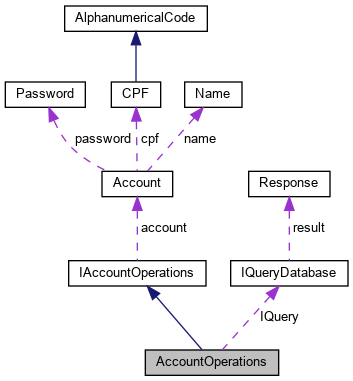 AlphanumericalCode
Password
CPF
Name
password
cpf
name
Account
Response
account
result
IAccountOperations
IQueryDatabase
IQuery
AccountOperations